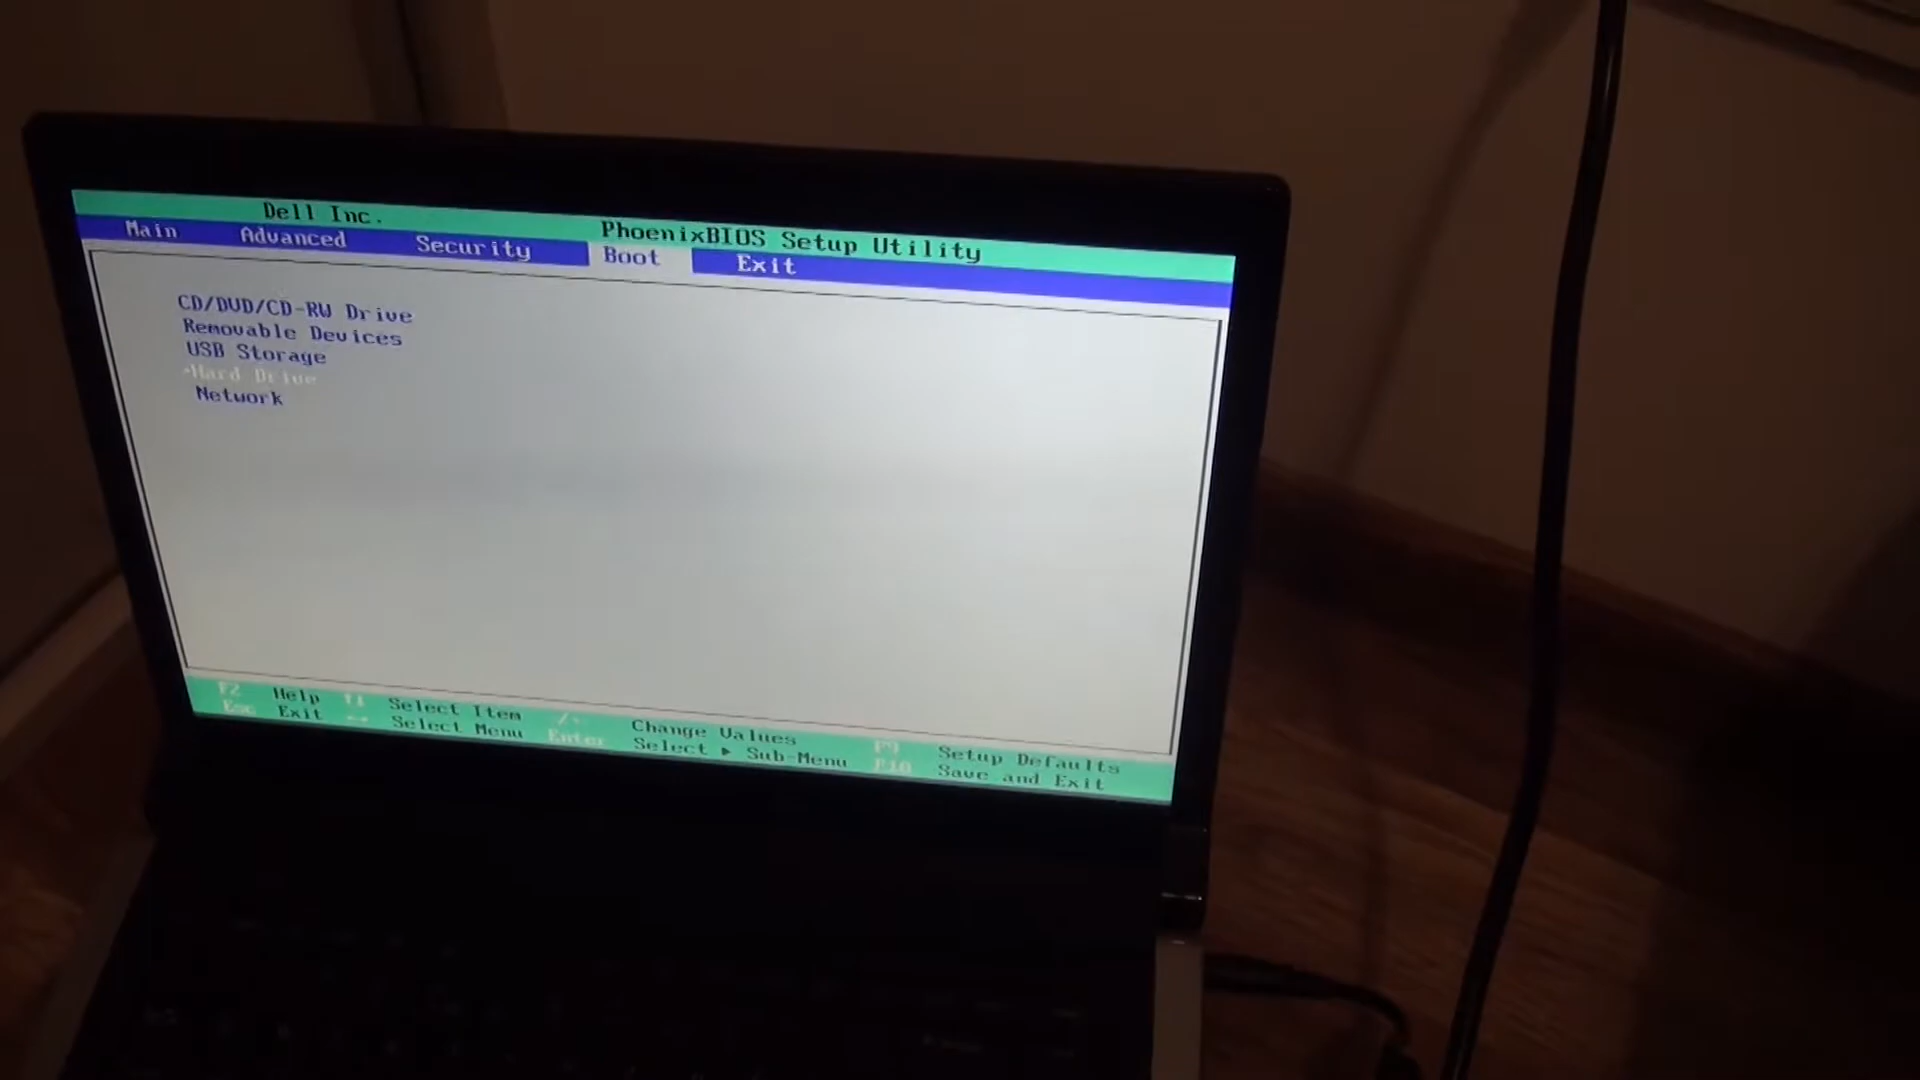 Dell Inc.
PhoenixBIOS Setup Utility
Main Advanced Security Boot Exit
CD/DVD/CD-RW Drive
Removable Devices
USB Storage
Hard Drive
Network
Help Select Item Change Values F9 Setup Defaults
Esc Exit Select Menu Enter Select ▶ Sub-Menu F10 Save and Exit